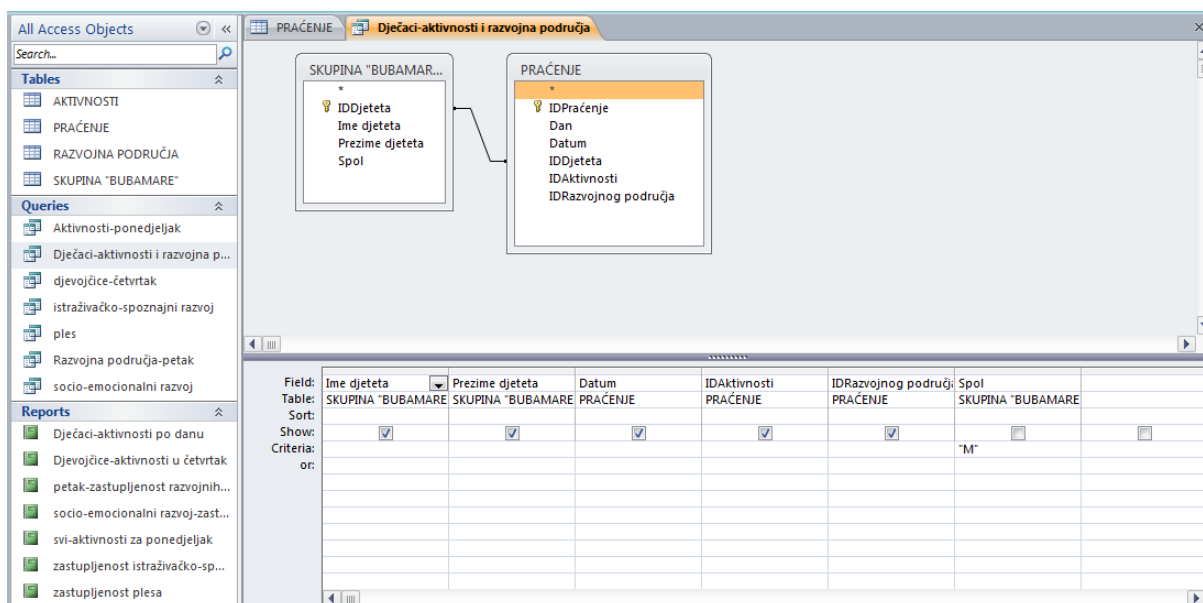 All Access Objects
Search...
Tables
AKTIVNOSTI
PRAĆENJE
RAZVOJNA PODRUČJA
SKUPINA "BUBAMARE"
Queries
Aktivnosti-ponedjeljak
Dječaci-aktivnosti i razvojna p...
djevojčice-četvrtak
istraživačko-spoznajni razvoj
ples
Razvojna područja-petak
socio-emocionalni razvoj
Reports
Dječaci-aktivnosti po danu
Djevojčice-aktivnosti u četvrtak
petak-zastupljenost razvojnih...
socio-emocionalni razvoj-zast...
svi-aktivnosti za ponedjeljak
zastupljenost istraživačko-sp...
zastupljenost plesa
PRAĆENJE
Dječaci-aktivnosti i razvojna područja
SKUPINA "BUBAMAR...
*
IDDjeteta
Ime djeteta
Prezime djeteta
Spol
PRAĆENJE
*
IDPraćenje
Dan
Datum
IDDjeteta
IDAktivnosti
IDRazvojnog područja
Field: Ime djeteta Prezime djeteta Datum IDAktivnosti IDRazvojnog područja Spol
Table: SKUPINA "BUBAMARE SKUPINA "BUBAMARE PRAĆENJE PRAĆENJE PRAĆENJE SKUPINA "BUBAMARE
Sort:
Show:
Criteria: "M"
or: